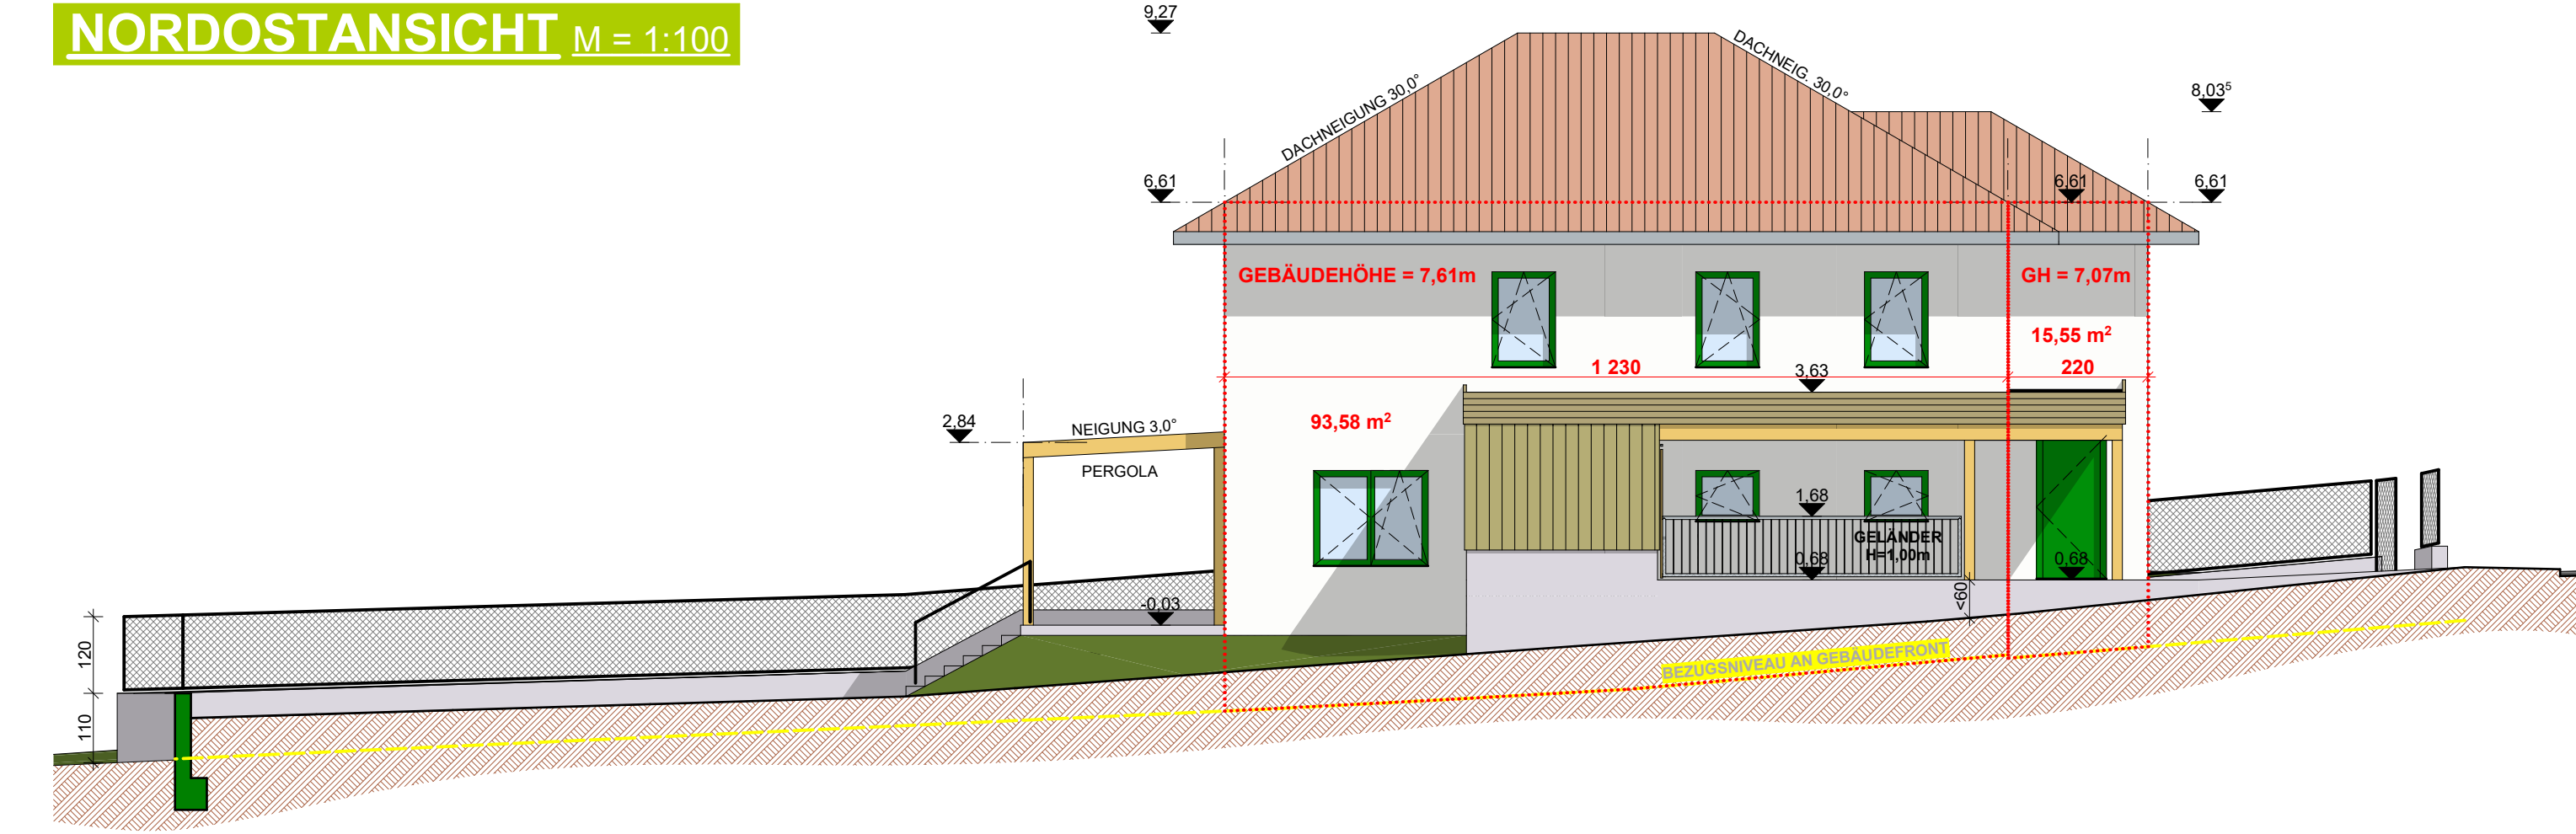 NORDOSTANSICHT M = 1:100
9,27
DACHNEIG. 30,0°
8,03⁵
DACHNEIGUNG 30,0°
6,61
6,61
6,61
GEBÄUDEHÖHE = 7,61m
GH = 7,07m
15,55 m²
1 230
3,63
220
2,84
NEIGUNG 3,0°
93,58 m²
PERGOLA
1,68
GELÄNDER
H=1,00m
0,68
0,68
<60
-0,03
120
110
BEZUGSNIVEAU AN GEBÄUDEFRONT